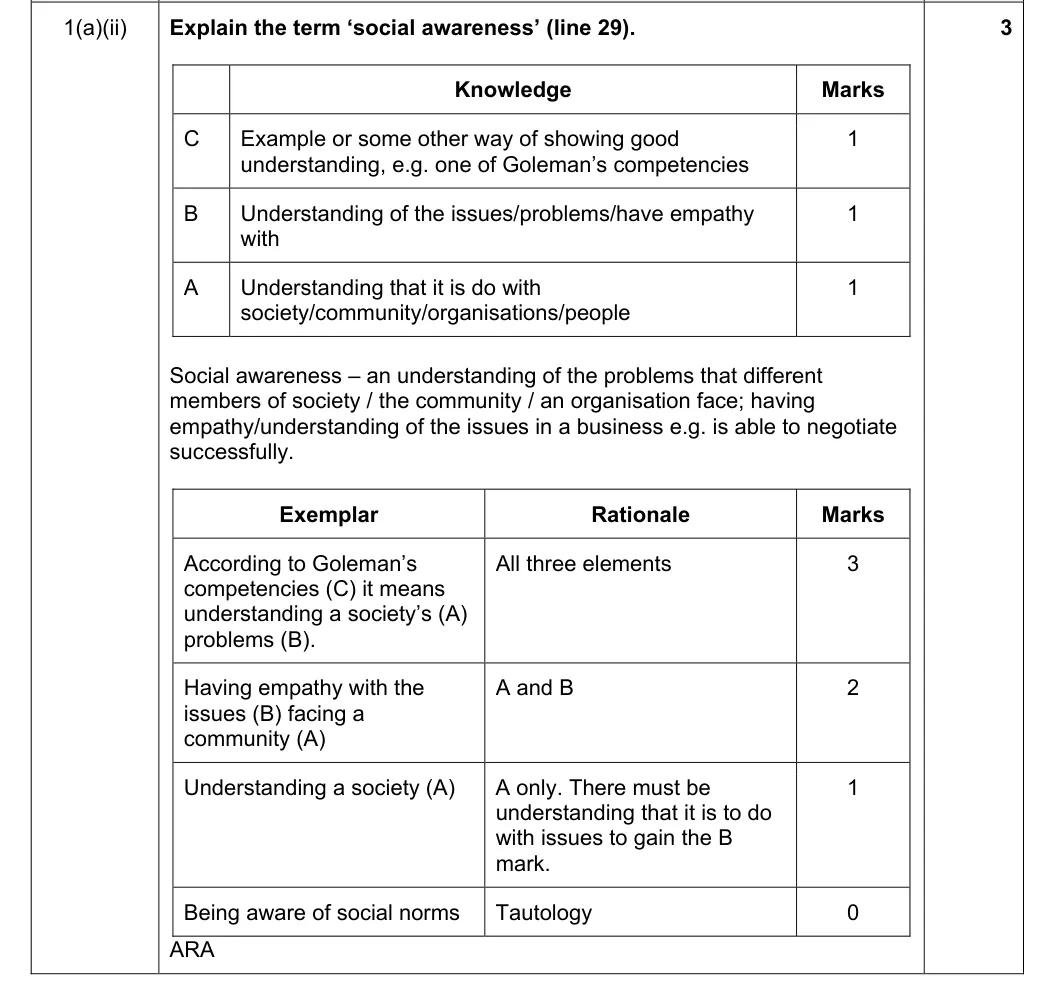 1(a)(ii) Explain the term ‘social awareness’ (line 29). 3
Knowledge Marks
C Example or some other way of showing good 1
understanding, e.g. one of Goleman’s competencies
B Understanding of the issues/problems/have empathy 1
with
A Understanding that it is do with 1
society/community/organisations/people
Social awareness – an understanding of the problems that different
members of society / the community / an organisation face; having
empathy/understanding of the issues in a business e.g. is able to negotiate
successfully.
Exemplar Rationale Marks
According to Goleman’s All three elements 3
competencies (C) it means
understanding a society’s (A)
problems (B).
Having empathy with the A and B 2
issues (B) facing a
community (A)
Understanding a society (A) A only. There must be 1
understanding that it is to do
with issues to gain the B
mark.
Being aware of social norms Tautology 0
ARA